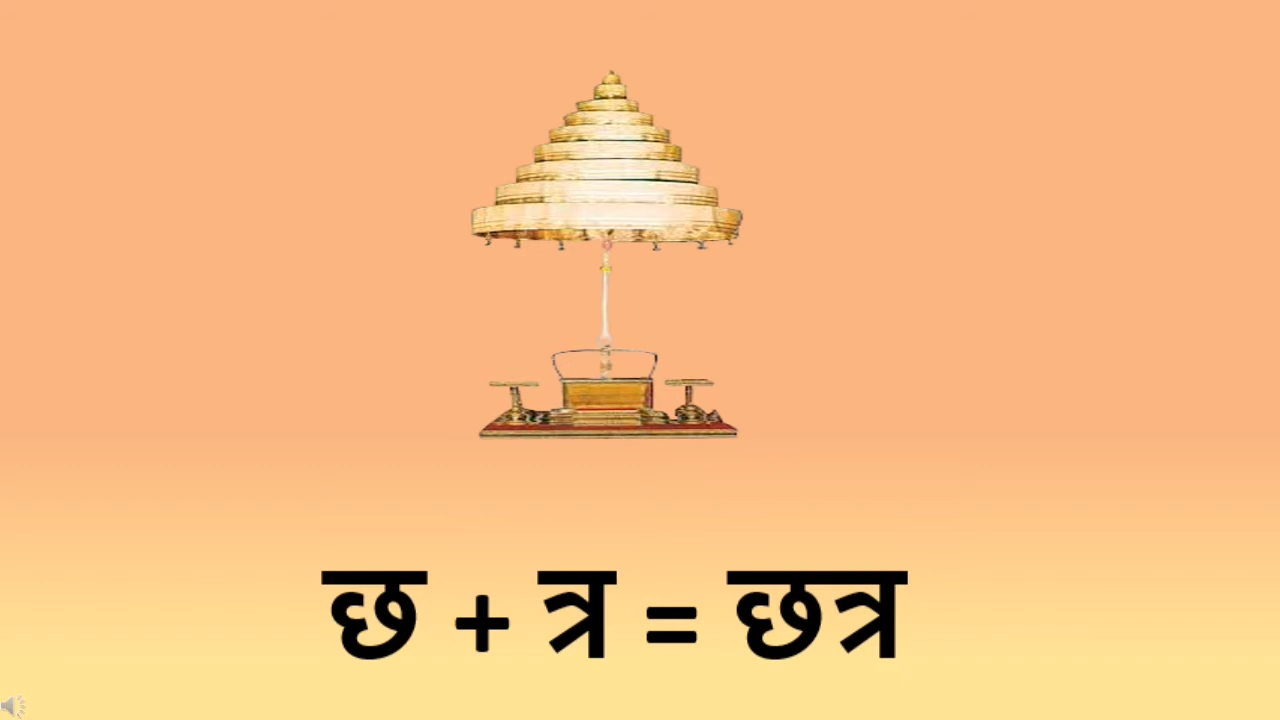 छ + त्र = छत्र